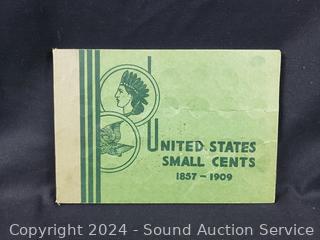 UNITED STATES
SMALL CENTS
1857 - 1909
Copyright 2024 - Sound Auction Service